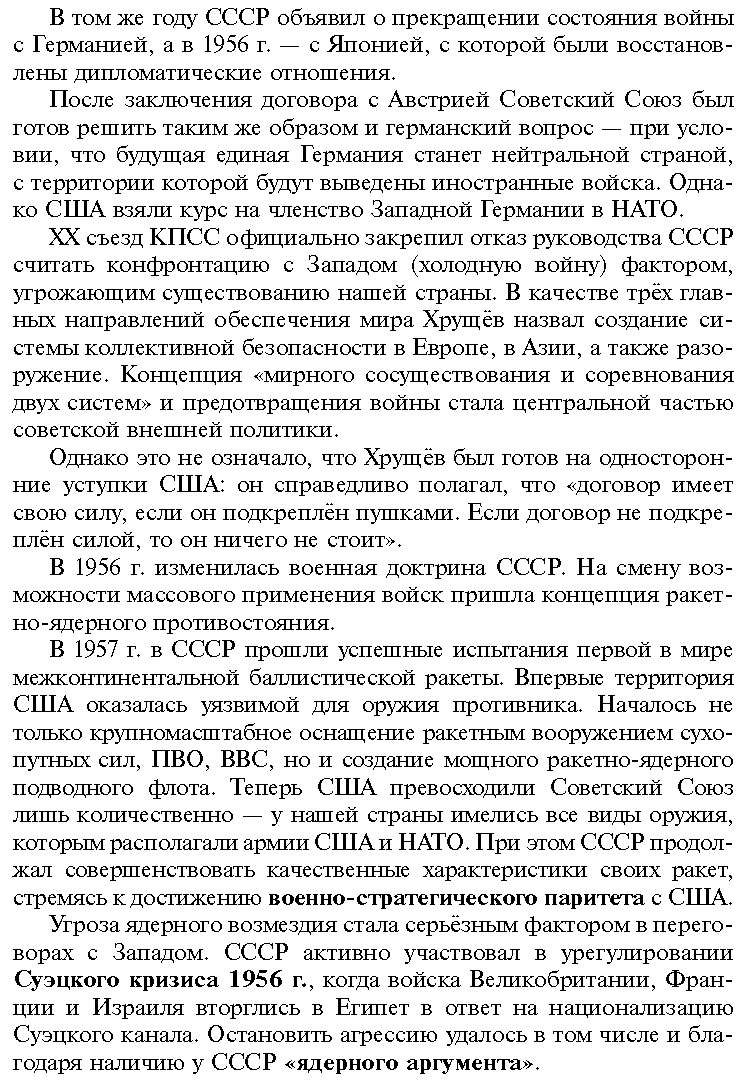 В том же году СССР объявил о прекращении состояния войны
с Германией, а в 1956 г. — с Японией, с которой были восстанов-
лены дипломатические отношения.
После заключения договора с Австрией Советский Союз был
готов решить таким же образом и германский вопрос — при усло-
вии, что будущая единая Германия станет нейтральной страной,
с территории которой будут выведены иностранные войска. Одна-
ко США взяли курс на членство Западной Германии в НАТО.
XX съезд КПСС официально закрепил отказ руководства СССР
считать конфронтацию с Западом (холодную войну) фактором,
угрожающим существованию нашей страны. В качестве трёх глав-
ных направлений обеспечения мира Хрущёв назвал создание си-
стемы коллективной безопасности в Европе, в Азии, а также разо-
ружение. Концепция «мирного сосуществования и соревнования
двух систем» и предотвращения войны стала центральной частью
советской внешней политики.
Однако это не означало, что Хрущёв был готов на односторон-
ние уступки США: он справедливо полагал, что «договор имеет
свою силу, если он подкреплён пушками. Если договор не подкре-
плён силой, то он ничего не стоит».
В 1956 г. изменилась военная доктрина СССР. На смену воз-
можности массового применения войск пришла концепция ракет-
но-ядерного противостояния.
В 1957 г. в СССР прошли успешные испытания первой в мире
межконтинентальной баллистической ракеты. Впервые территория
США оказалась уязвимой для оружия противника. Началось не
только крупномасштабное оснащение ракетным вооружением сухо-
путных сил, ПВО, ВВС, но и создание мощного ракетно-ядерного
подводного флота. Теперь США превосходили Советский Союз
лишь количественно — у нашей страны имелись все виды оружия,
которым располагали армии США и НАТО. При этом СССР продол-
жал совершенствовать качественные характеристики своих ракет,
стремясь к достижению военно-стратегического паритета с США.
Угроза ядерного возмездия стала серьёзным фактором в перего-
ворах с Западом. СССР активно участвовал в урегулировании
Суэцкого кризиса 1956 г., когда войска Великобритании, Фран-
ции и Израиля вторглись в Египет в ответ на национализацию
Суэцкого канала. Остановить агрессию удалось в том числе и бла-
годаря наличию у СССР «ядерного аргумента».